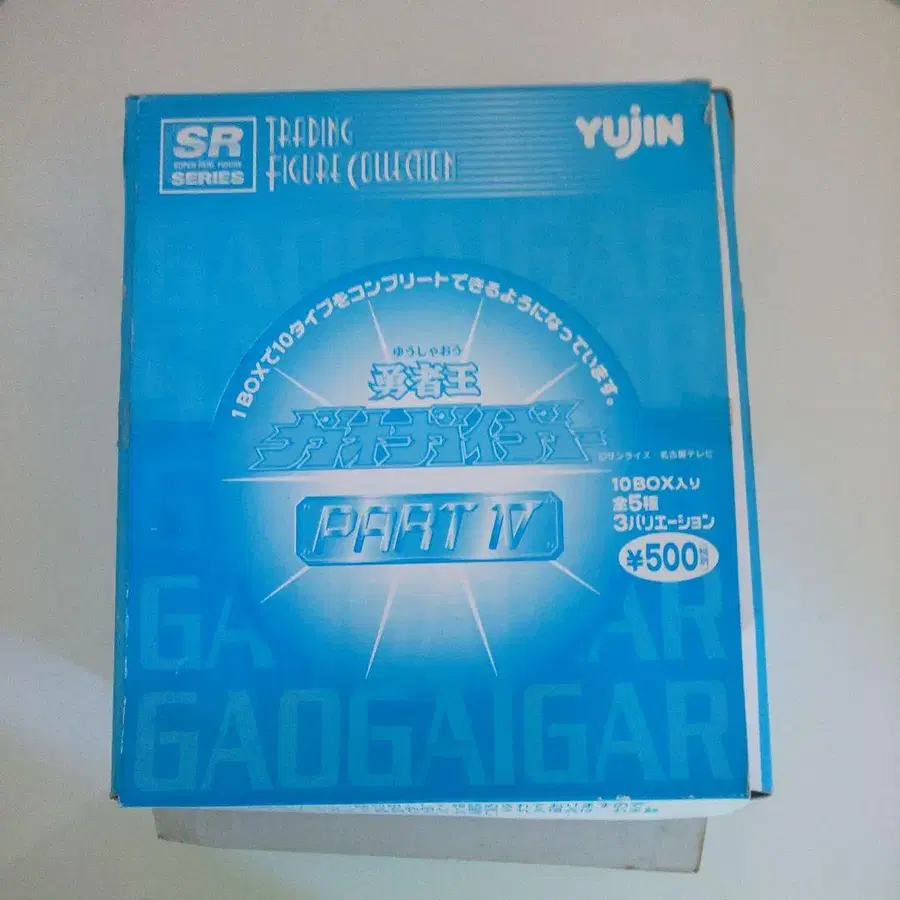 SR
SUPER REAL FIGURE
SERIES
TRADING
FIGURE COLLECTION
YUJIN
GAOGAIGAR
1BOXで10タイプをコンプリートできるようになっています。
ゆうしゃおう
勇者王
ガオガイガー
©サンライズ 名古屋テレビ
PART IV
10BOX入り
全5種
3バリエーション
¥500
GA AR
GAOGAIGAR